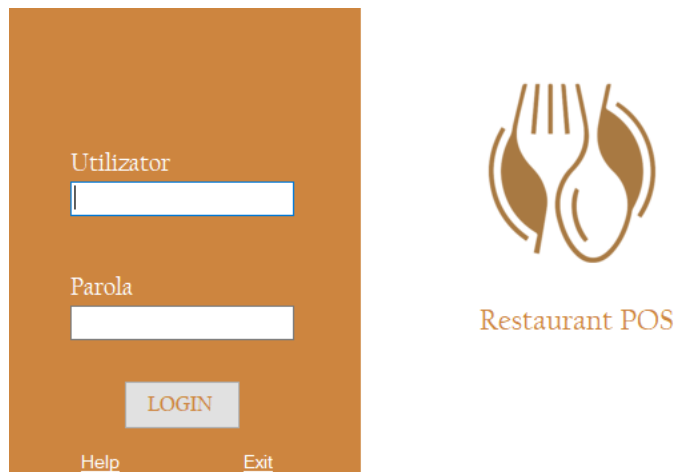 Utilizator
Parola
LOGIN
Help Exit
Restaurant POS